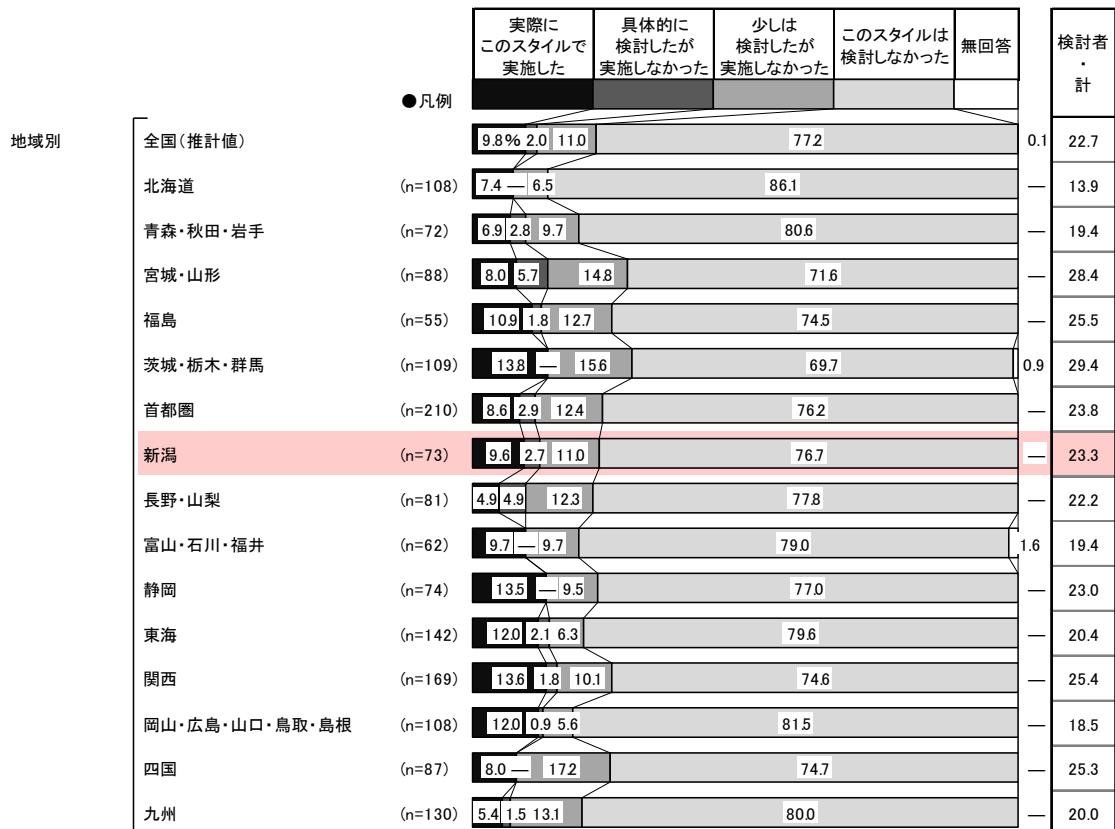 実際に
このスタイルで
実施した
具体的に
検討したが
実施しなかった
少しは
検討したが
実施しなかった
このスタイルは
検討しなかった
無回答
検討者
・
計
●凡例
地域別
全国(推計値) 9.8% 2.0 11.0 77.2 0.1 22.7
北海道 (n=108) 7.4 — 6.5 86.1 — 13.9
青森・秋田・岩手 (n=72) 6.9 2.8 9.7 80.6 — 19.4
宮城・山形 (n=88) 8.0 5.7 14.8 71.6 — 28.4
福島 (n=55) 10.9 1.8 12.7 74.5 — 25.5
茨城・栃木・群馬 (n=109) 13.8 — 15.6 69.7 0.9 29.4
首都圏 (n=210) 8.6 2.9 12.4 76.2 — 23.8
新潟 (n=73) 9.6 2.7 11.0 76.7 — 23.3
長野・山梨 (n=81) 4.9 4.9 12.3 77.8 — 22.2
富山・石川・福井 (n=62) 9.7 — 9.7 79.0 1.6 19.4
静岡 (n=74) 13.5 — 9.5 77.0 — 23.0
東海 (n=142) 12.0 2.1 6.3 79.6 — 20.4
関西 (n=169) 13.6 1.8 10.1 74.6 — 25.4
岡山・広島・山口・鳥取・島根 (n=108) 12.0 0.9 5.6 81.5 — 18.5
四国 (n=87) 8.0 — 17.2 74.7 — 25.3
九州 (n=130) 5.4 1.5 13.1 80.0 — 20.0